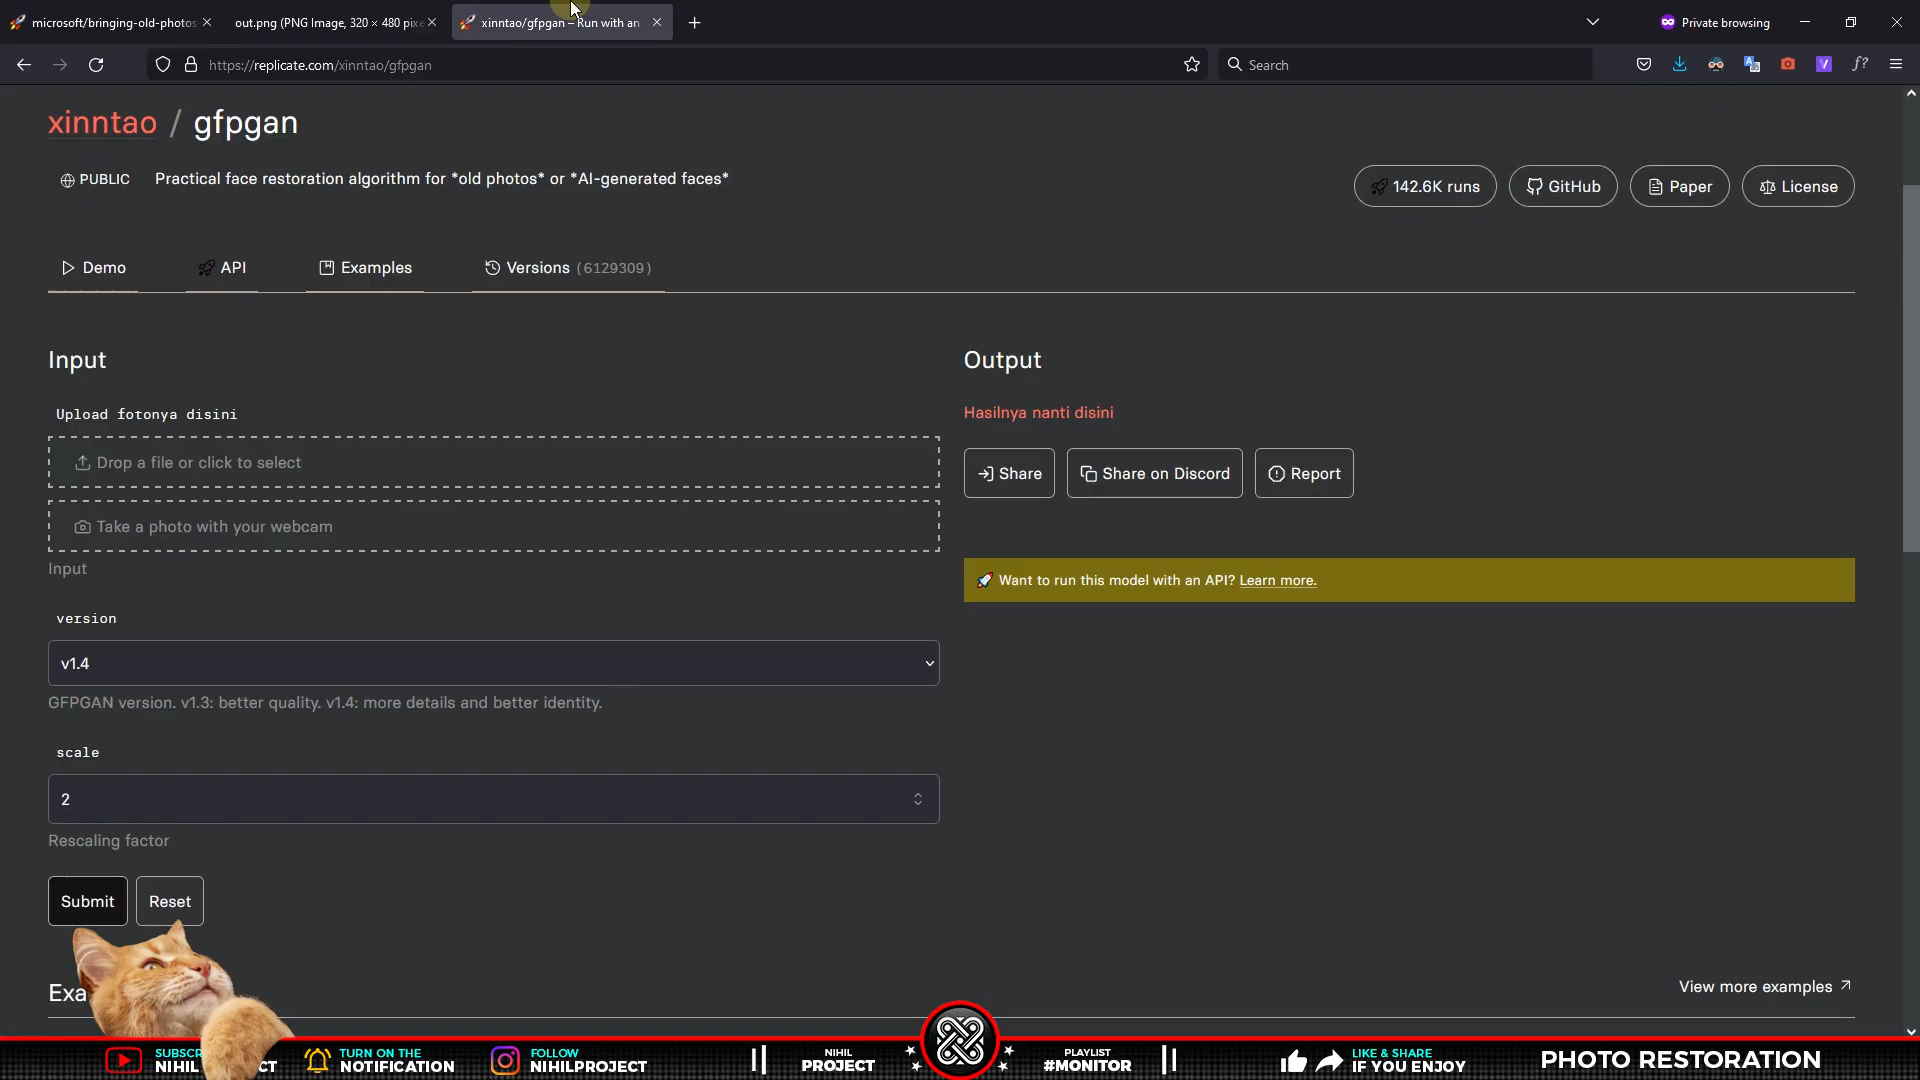 microsoft/bringing-old-photos
out.png (PNG Image, 320 × 480 pixe
xinntao/gfpgan – Run with an
Private browsing
https://replicate.com/xinntao/gfpgan
Search
xinntao / gfpgan
PUBLIC
Practical face restoration algorithm for *old photos* or *AI-generated faces*
142.6K runs
GitHub
Paper
License
Demo
API
Examples
Versions (6129309)
Input
Upload fotonya disini
Drop a file or click to select
Take a photo with your webcam
Input
version
v1.4
GFPGAN version. v1.3: better quality. v1.4: more details and better identity.
scale
2
Rescaling factor
Submit
Reset
Output
Hasilnya nanti disini
Share
Share on Discord
Report
Want to run this model with an API? Learn more.
Exa
View more examples
SUBSCR
NIHIL CT
TURN ON THE
NOTIFICATION
FOLLOW
NIHILPROJECT
NIHIL
PROJECT
PLAYLIST
#MONITOR
LIKE & SHARE
IF YOU ENJOY
PHOTO RESTORATION